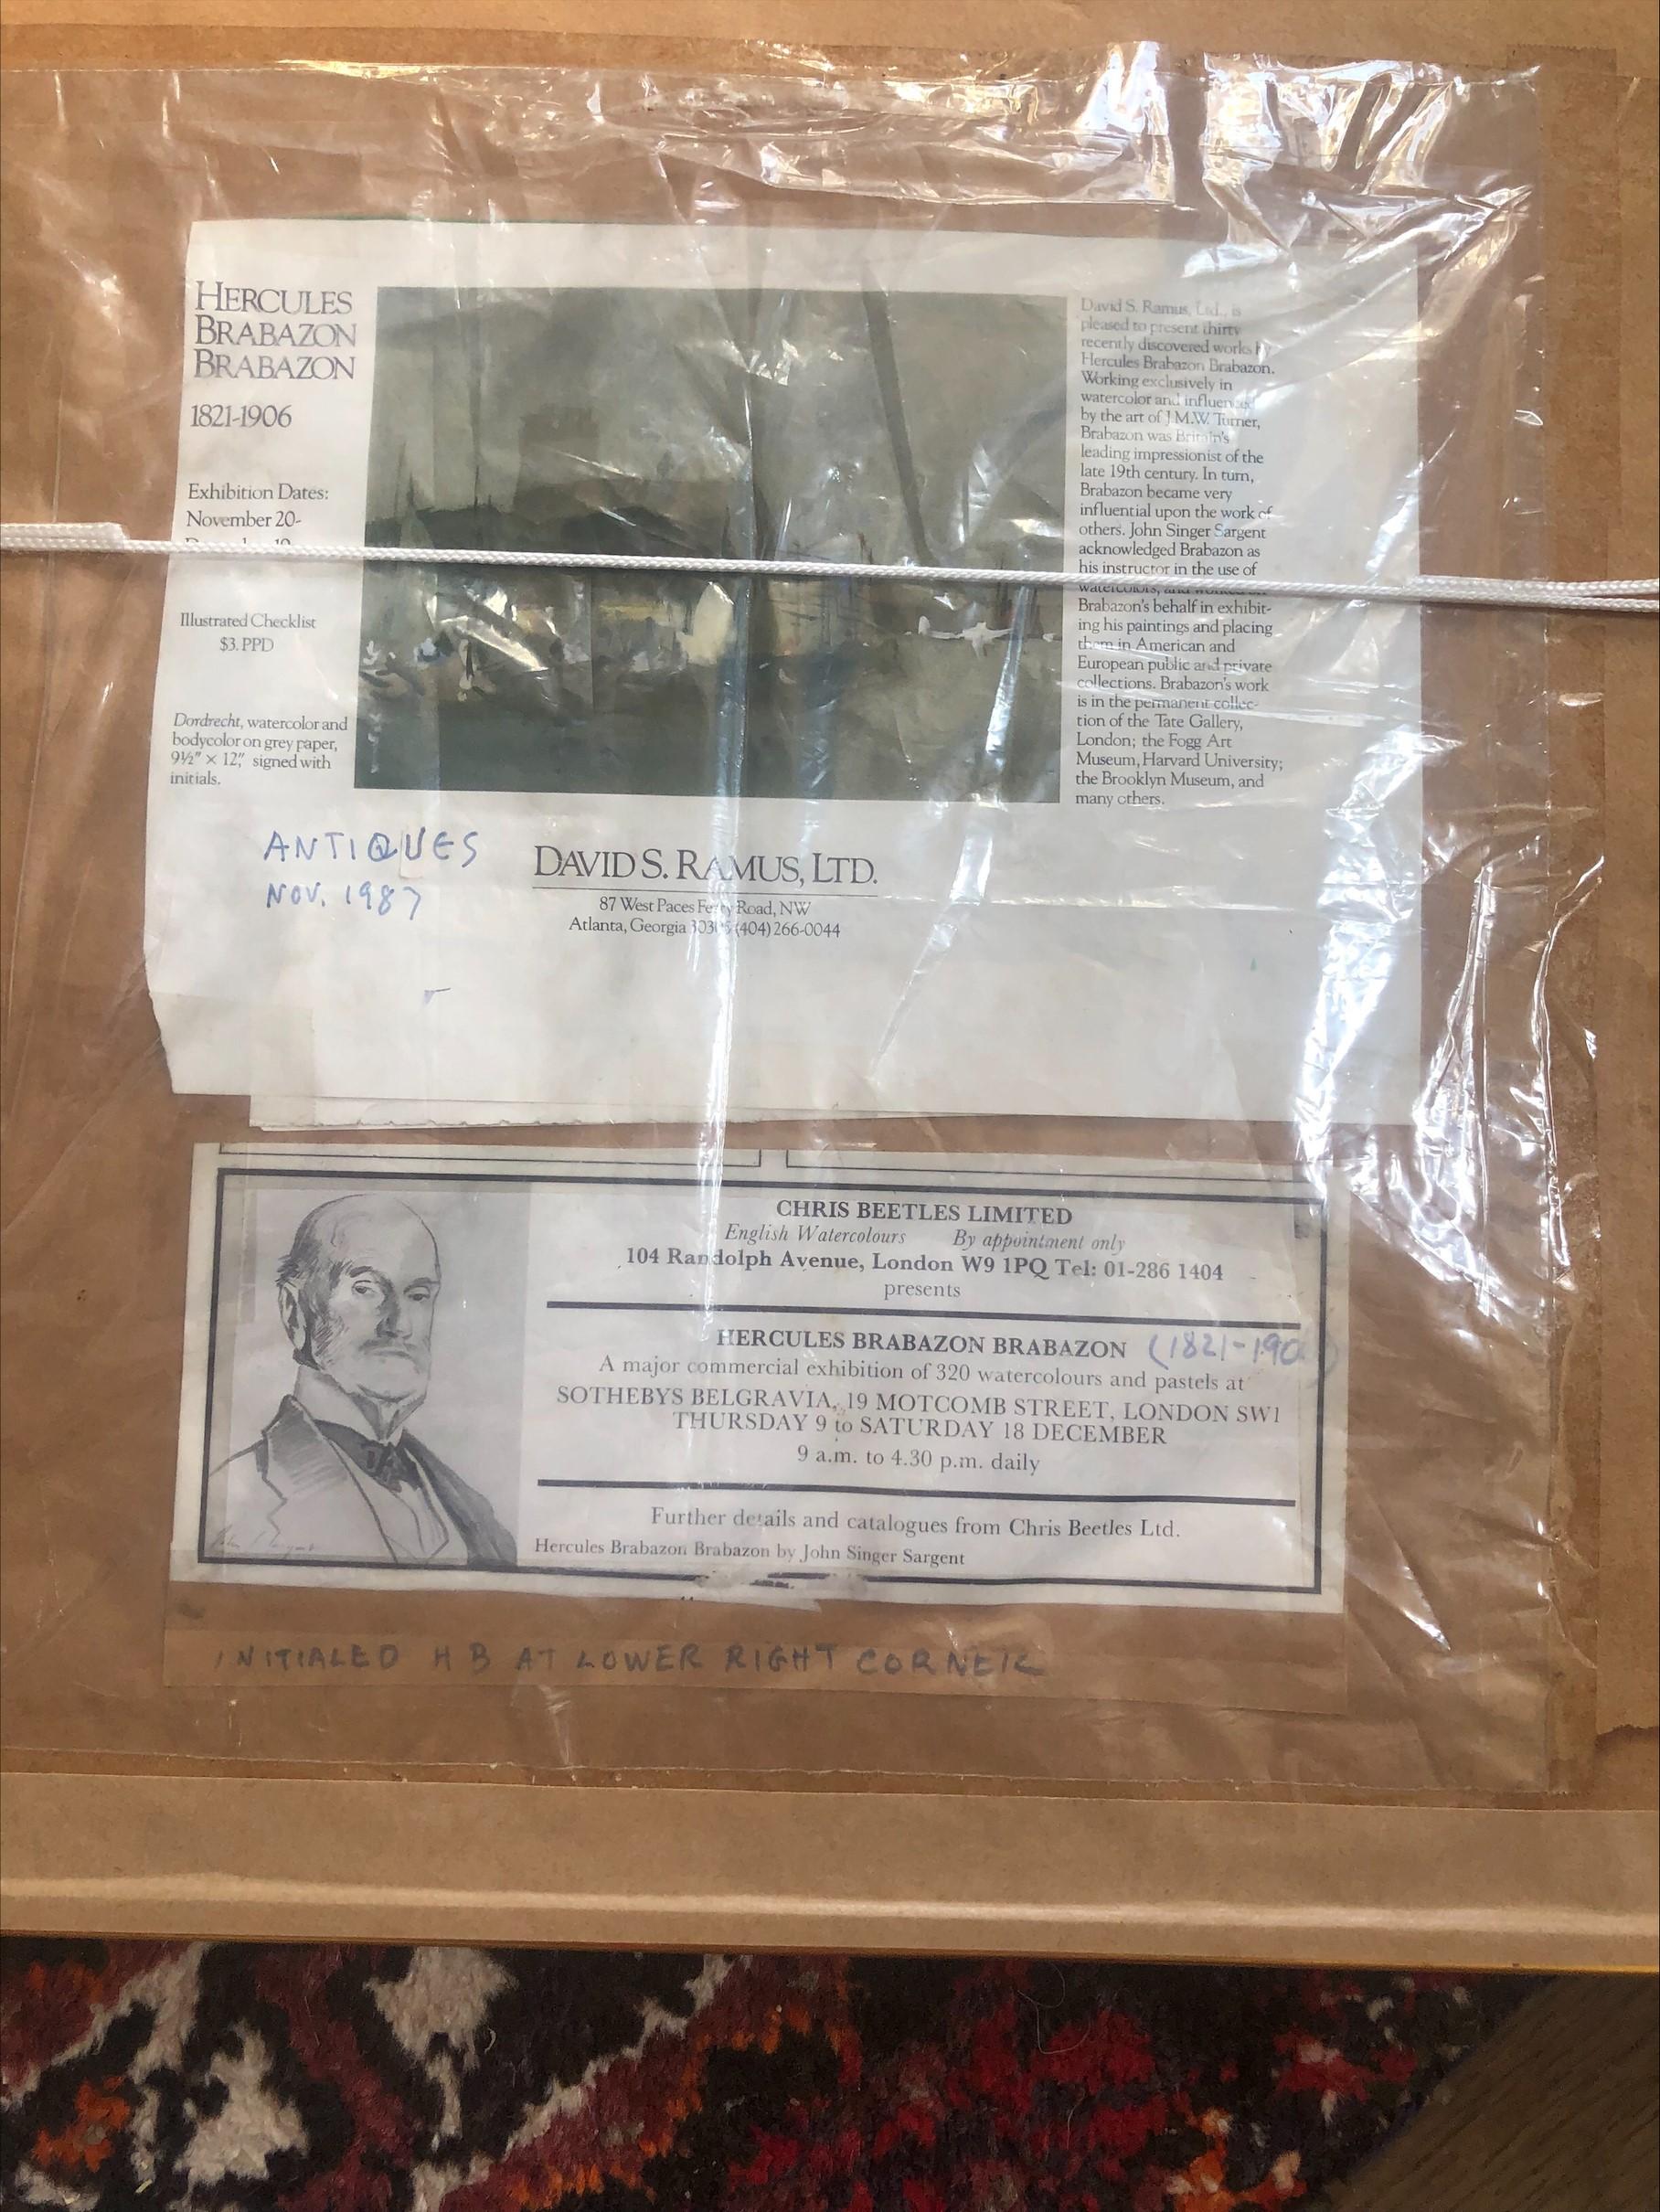 HERCULES
BRABAZON
BRABAZON
1821-1906
Exhibition Dates:
November 20-
Illustrated Checklist
$3. PPD
Dordrecht, watercolor and
bodycolor on grey paper,
9½" × 12", signed with
initials.
David S. Ramus, Ltd., is
pleased to present thirty
recently discovered works by
Hercules Brabazon Brabazon.
Working exclusively in
watercolor and influenced
by the art of J.M.W. Turner,
Brabazon was Britain's
leading impressionist of the
late 19th century. In turn,
Brabazon became very
influential upon the work of
others. John Singer Sargent
acknowledged Brabazon as
his instructor in the use of
watercolors, and worked on
Brabazon's behalf in exhibit-
ing his paintings and placing
them in American and
European public and private
collections. Brabazon's work
is in the permanent collec-
tion of the Tate Gallery,
London; the Fogg Art
Museum, Harvard University;
the Brooklyn Museum, and
many others.
ANTIQUES
NOV. 1987
DAVID S. RAMUS, LTD.
87 West Paces Ferry Road, NW
Atlanta, Georgia (404) 266-0044
CHRIS BEETLES LIMITED
English Watercolours By appointment only
104 Randolph Avenue, London W9 1PQ Tel: 01-286 1404
presents
HERCULES BRABAZON BRABAZON (1821-190
A major commercial exhibition of 320 watercolours and pastels at
SOTHEBYS BELGRAVIA, 19 MOTCOMB STREET, LONDON SW1
THURSDAY 9 to SATURDAY 18 DECEMBER
9 a.m. to 4.30 p.m. daily
Further details and catalogues from Chris Beetles Ltd.
Hercules Brabazon Brabazon by John Singer Sargent
INITIALED H B AT LOWER RIGHT CORNER